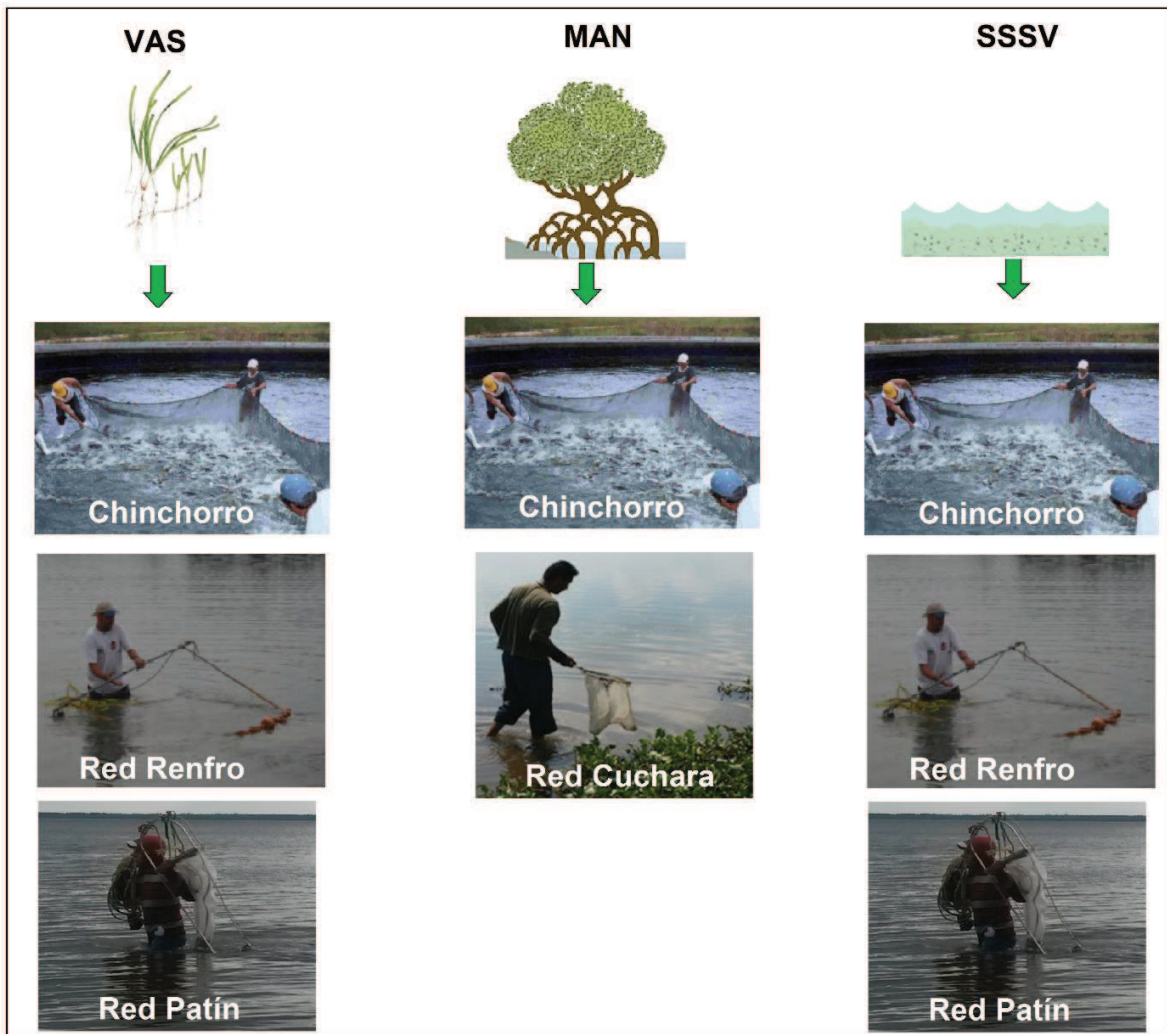 VAS
MAN
SSSV
Chinchorro
Chinchorro
Chinchorro
Red Renfro
Red Cuchara
Red Renfro
Red Patín
Red Patín